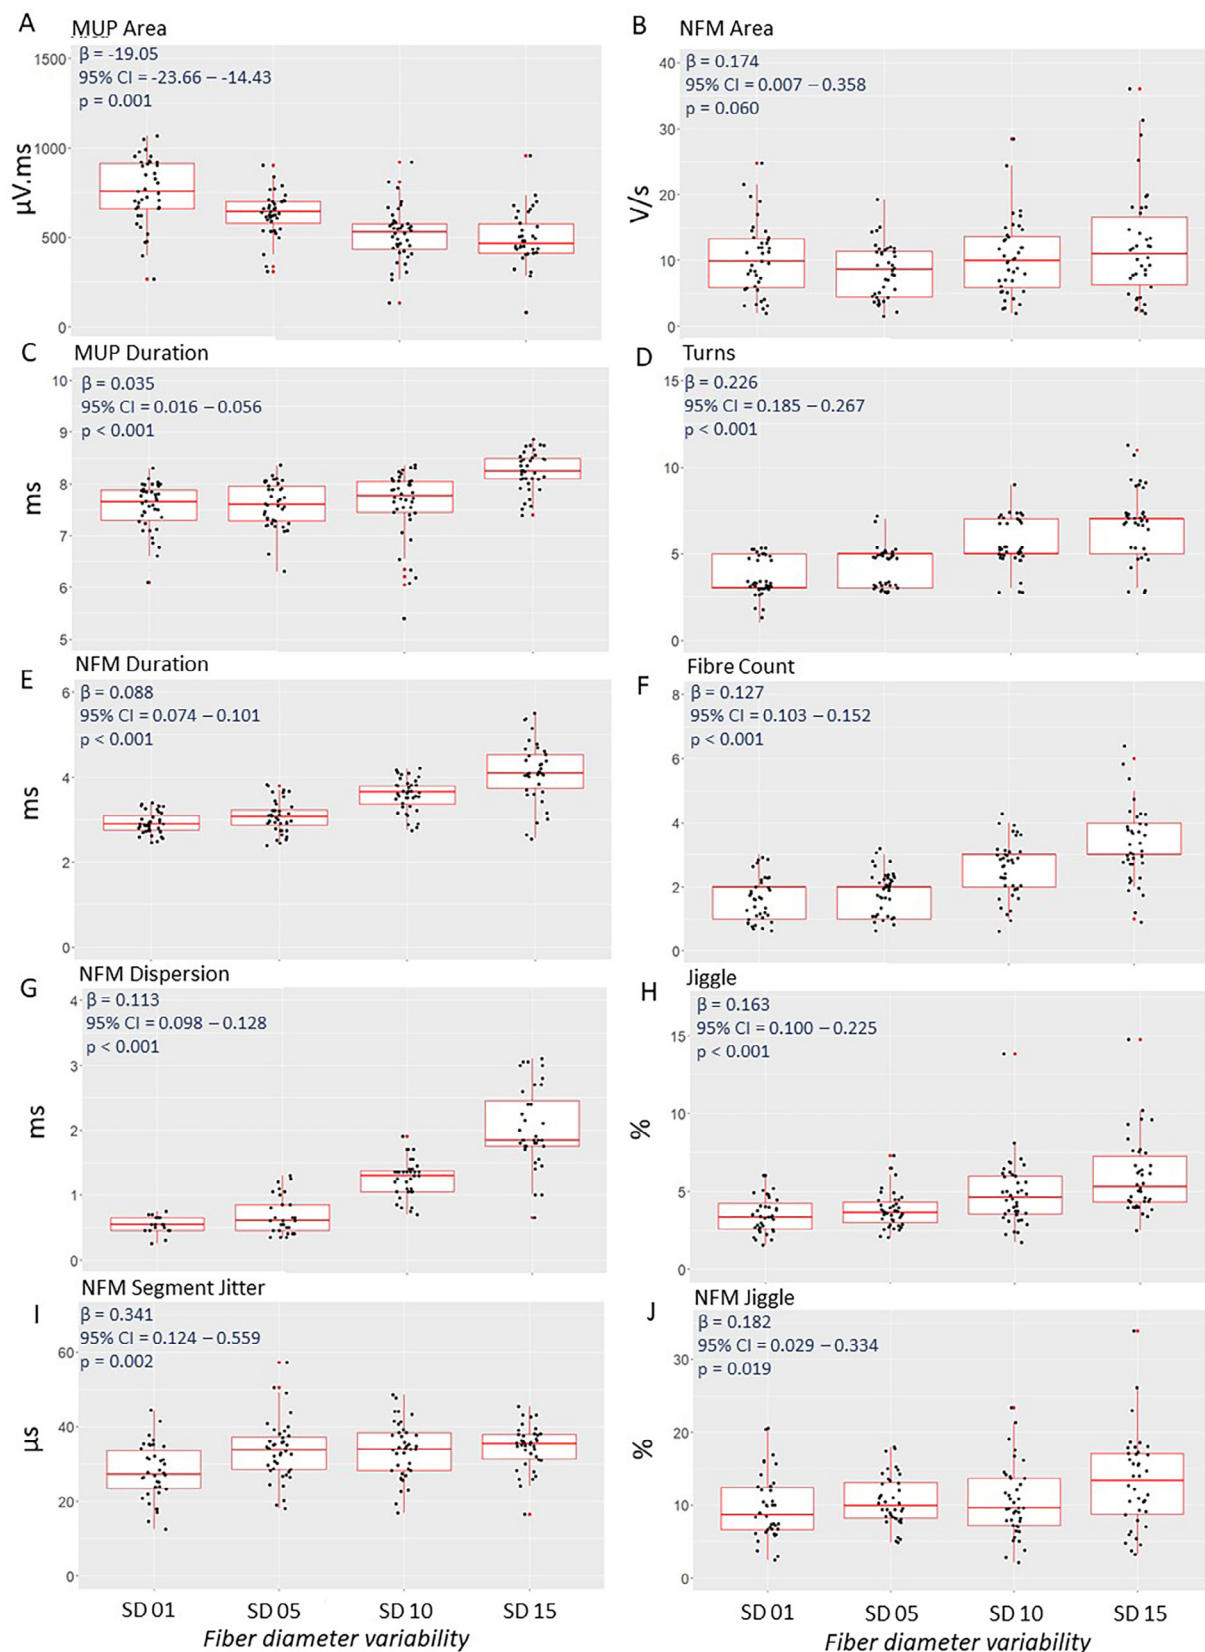 A
MUP Area
β = -19.05
95% CI = -23.66 – -14.43
p = 0.001
1500
1000
500
0
µV.ms
B
NFM Area
β = 0.174
95% CI = 0.007 – 0.358
p = 0.060
40
30
20
10
0
V/s
C
MUP Duration
β = 0.035
95% CI = 0.016 – 0.056
p < 0.001
10
9
8
7
6
5
ms
D
Turns
β = 0.226
95% CI = 0.185 – 0.267
p < 0.001
15
10
5
0
E
NFM Duration
β = 0.088
95% CI = 0.074 – 0.101
p < 0.001
6
4
2
0
ms
F
Fibre Count
β = 0.127
95% CI = 0.103 – 0.152
p < 0.001
8
6
4
2
0
G
NFM Dispersion
β = 0.113
95% CI = 0.098 – 0.128
p < 0.001
4
3
2
1
0
ms
H
Jiggle
β = 0.163
95% CI = 0.100 – 0.225
p < 0.001
15
10
5
0
%
I
NFM Segment Jitter
β = 0.341
95% CI = 0.124 – 0.559
p = 0.002
60
40
20
0
µs
SD 01 SD 05 SD 10 SD 15
Fiber diameter variability
J
NFM Jiggle
β = 0.182
95% CI = 0.029 – 0.334
p = 0.019
30
20
10
0
%
SD 01 SD 05 SD 10 SD 15
Fiber diameter variability